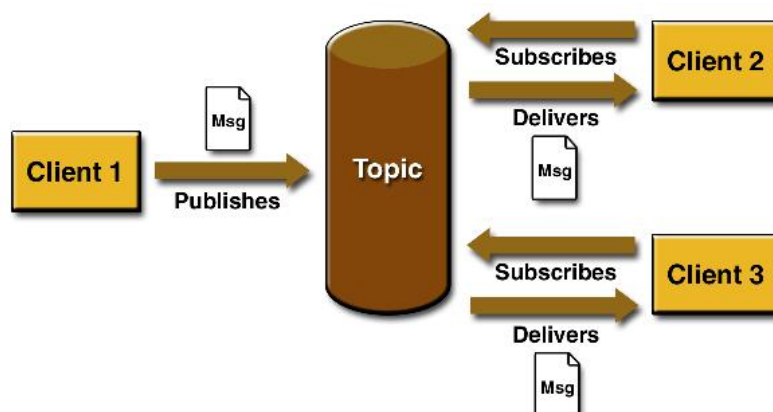 Msg
Client 1
Publishes
Topic
Subscribes
Client 2
Delivers
Msg
Subscribes
Client 3
Delivers
Msg